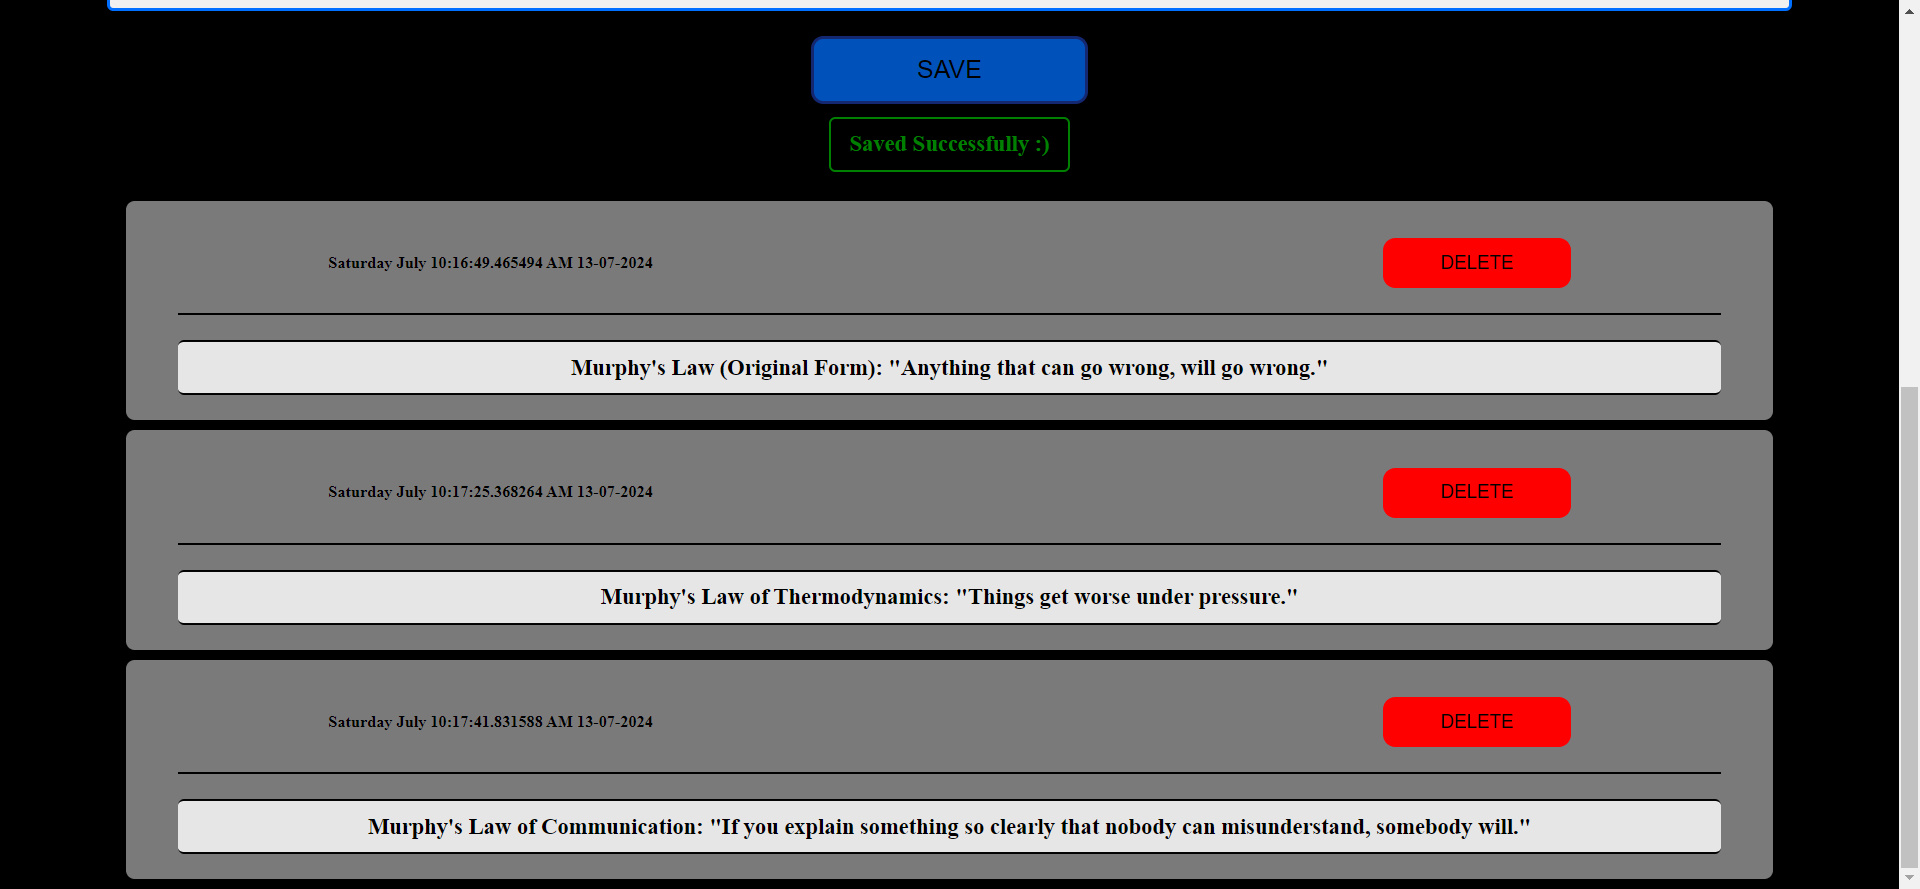 SAVE
Saved Successfully :)
Saturday July 10:16:49.465494 AM 13-07-2024
DELETE
Murphy's Law (Original Form): "Anything that can go wrong, will go wrong."
Saturday July 10:17:25.368264 AM 13-07-2024
DELETE
Murphy's Law of Thermodynamics: "Things get worse under pressure."
Saturday July 10:17:41.831588 AM 13-07-2024
DELETE
Murphy's Law of Communication: "If you explain something so clearly that nobody can misunderstand, somebody will."